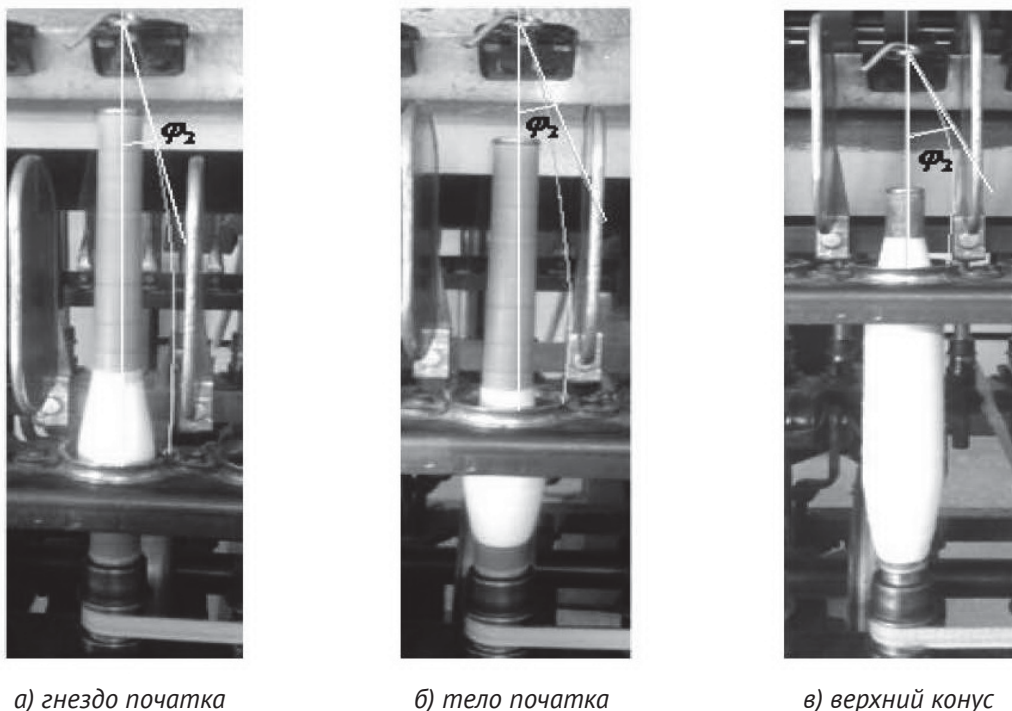 φ₂
φ₂
φ₂
а) гнездо початка
б) тело початка
в) верхний конус